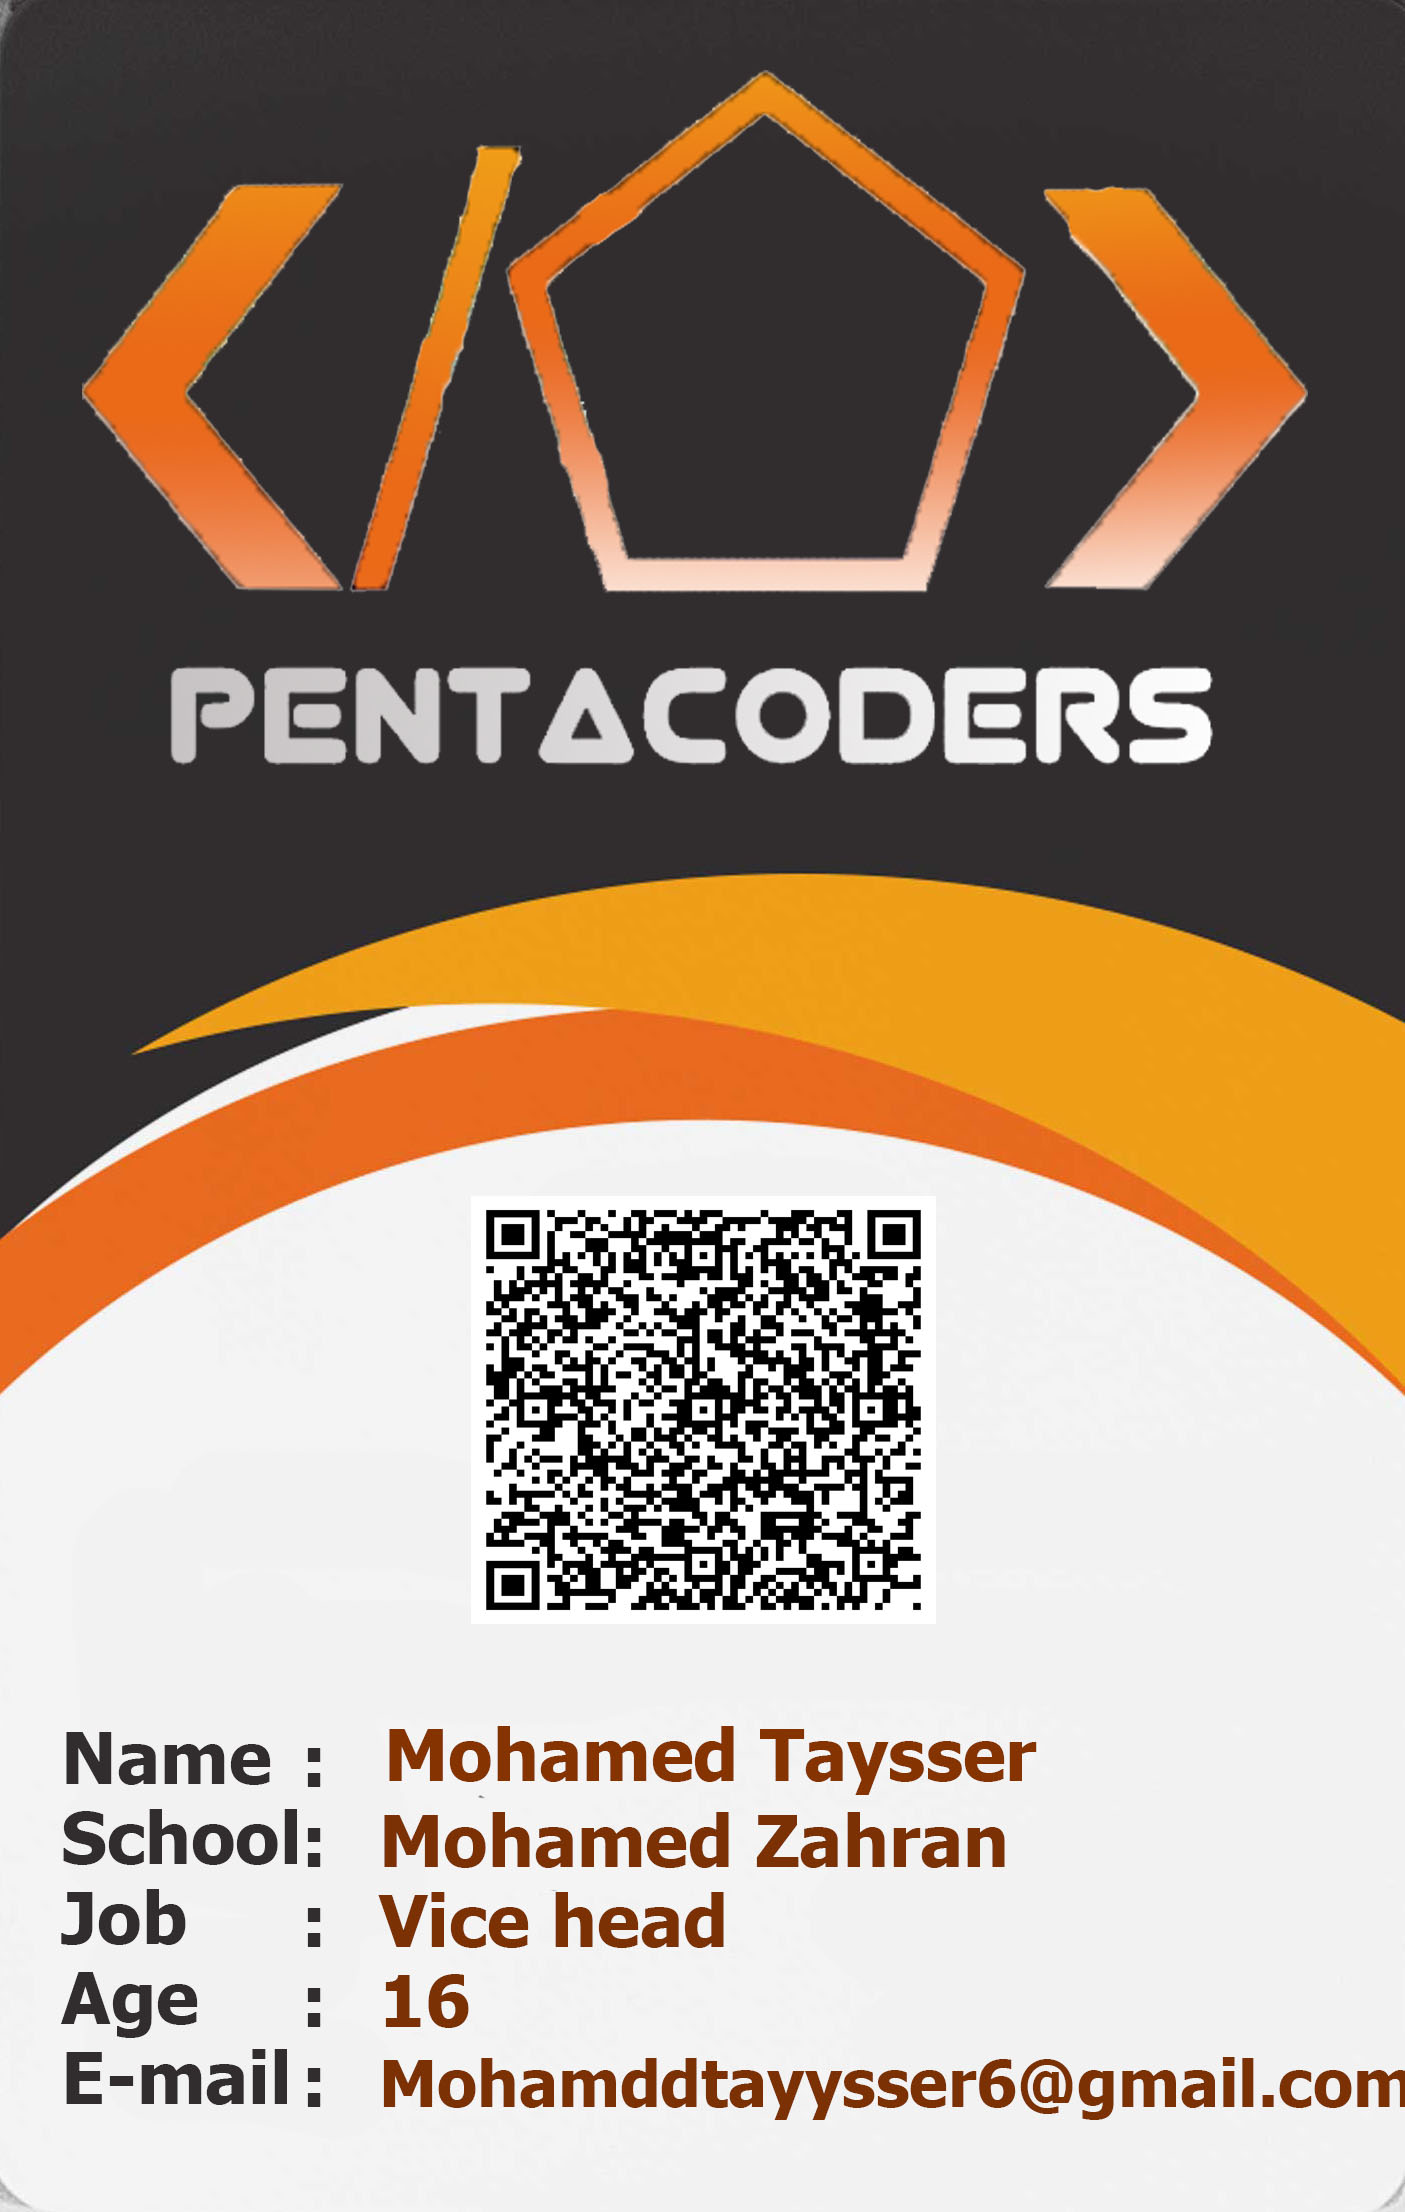 PENTACODERS
Name : Mohamed Taysser
School: Mohamed Zahran
Job : Vice head
Age : 16
E-mail: Mohamddtayysser6@gmail.com